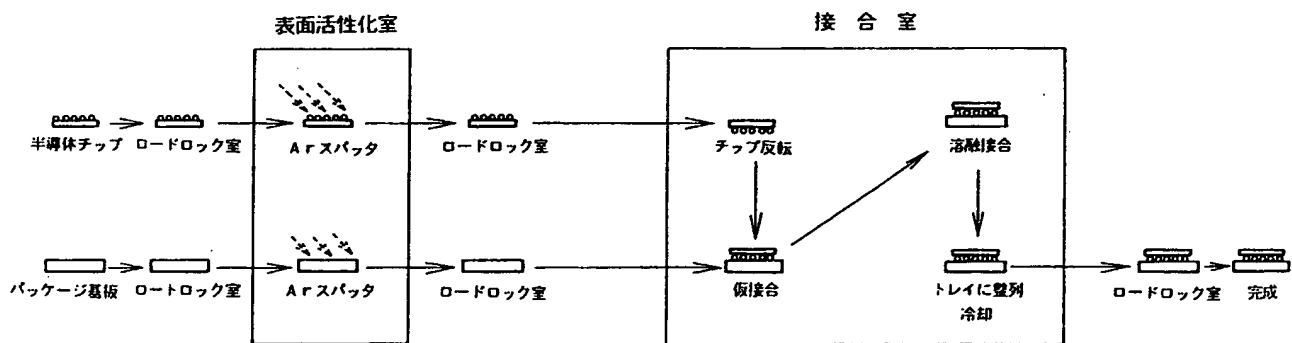 表面活性化室
接合室
半導体チップ
ロードロック室
Arスパッタ
ロードロック室
チップ反転
溶融接合
パッケージ基板
ロートロック室
Arスパッタ
ロードロック室
仮接合
トレイに整列
冷却
ロードロック室
完成